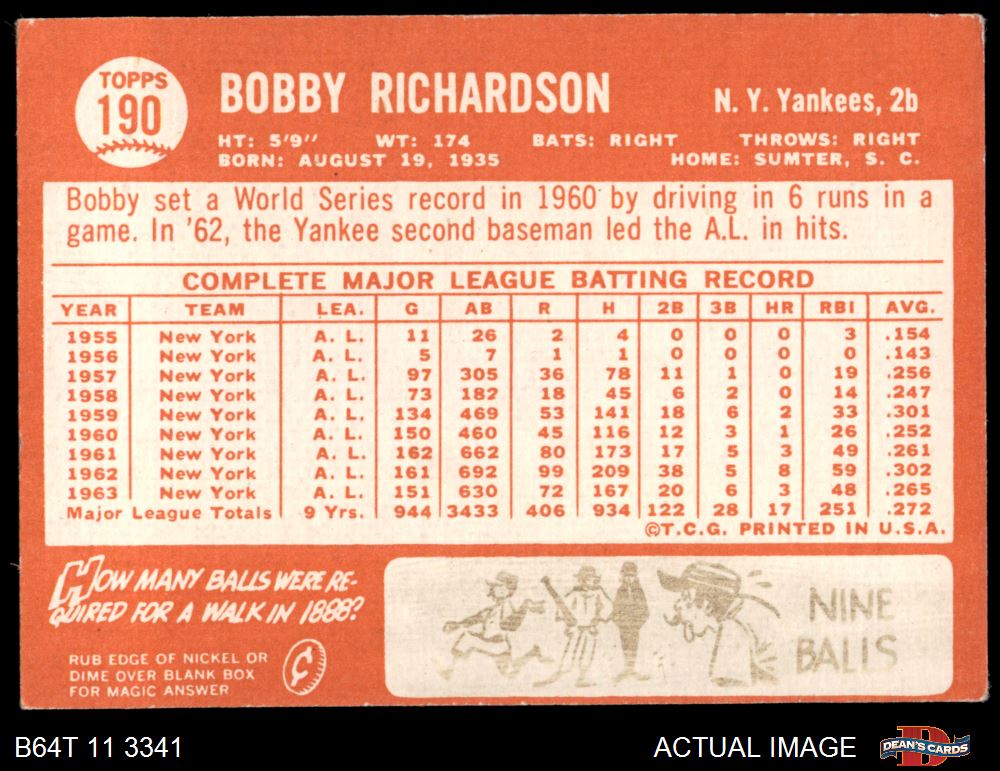 TOPPS
190
BOBBY RICHARDSON
N. Y. Yankees, 2b
HT: 5'9'' WT: 174 BATS: RIGHT THROWS: RIGHT
BORN: AUGUST 19, 1935 HOME: SUMTER, S. C.
Bobby set a World Series record in 1960 by driving in 6 runs in a
game. In '62, the Yankee second baseman led the A.L. in hits.
COMPLETE MAJOR LEAGUE BATTING RECORD
YEAR TEAM LEA. G AB R H 2B 3B HR RBI AVG.
1955 New York A. L. 11 26 2 4 0 0 0 3 .154
1956 New York A. L. 5 7 1 1 0 0 0 0 .143
1957 New York A. L. 97 305 36 78 11 1 0 19 .256
1958 New York A. L. 73 182 18 45 6 2 0 14 .247
1959 New York A. L. 134 469 53 141 18 6 2 33 .301
1960 New York A. L. 150 460 45 116 12 3 1 26 .252
1961 New York A. L. 162 662 80 173 17 5 3 49 .261
1962 New York A. L. 161 692 99 209 38 5 8 59 .302
1963 New York A. L. 151 630 72 167 20 6 3 48 .265
Major League Totals 9 Yrs. 944 3433 406 934 122 28 17 251 .272
©T.C.G. PRINTED IN U.S.A.
HOW MANY BALLS WERE RE-
QUIRED FOR A WALK IN 1888?
RUB EDGE OF NICKEL OR
DIME OVER BLANK BOX
FOR MAGIC ANSWER
¢
NINE
BALLS
B64T 11 3341
ACTUAL IMAGE
DEAN'S CARDS